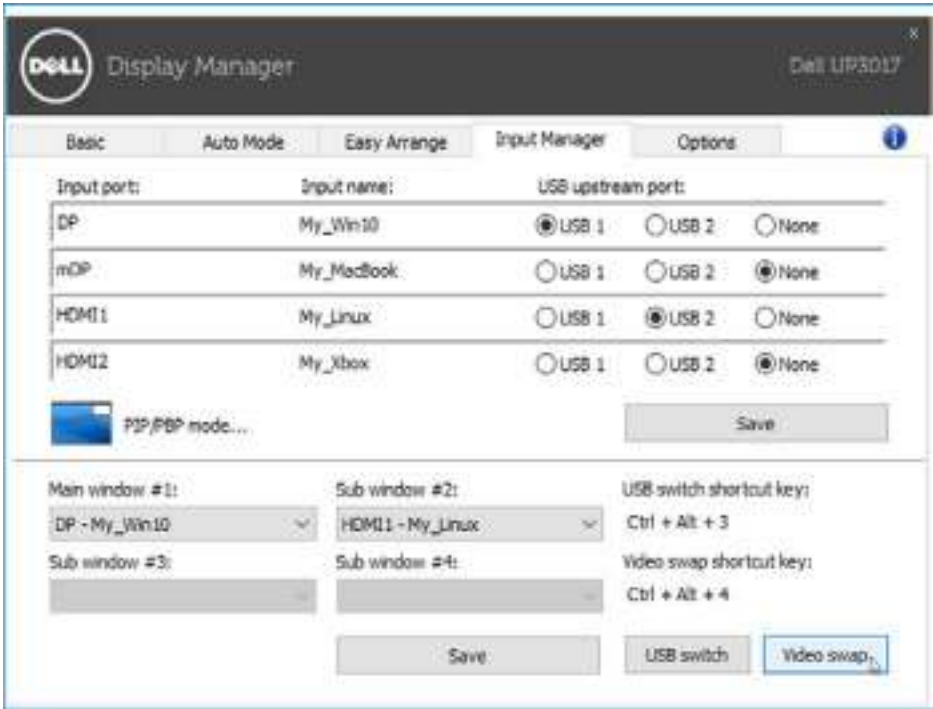 DELL Display Manager Dell UP3017
x
Basic Auto Mode Easy Arrange Input Manager Options i
Input port: Input name: USB upstream port:
DP My_Win10 USB 1 USB 2 None
mDP My_MacBook USB 1 USB 2 None
HDMI1 My_Linux USB 1 USB 2 None
HDMI2 My_Xbox USB 1 USB 2 None
PIP/PBP mode... Save
Main window #1: Sub window #2: USB switch shortcut key:
DP - My_Win10 HDMI1 - My_Linux Ctrl + Alt + 3
Sub window #3: Sub window #4: Video swap shortcut key:
Ctrl + Alt + 4
Save USB switch Video swap